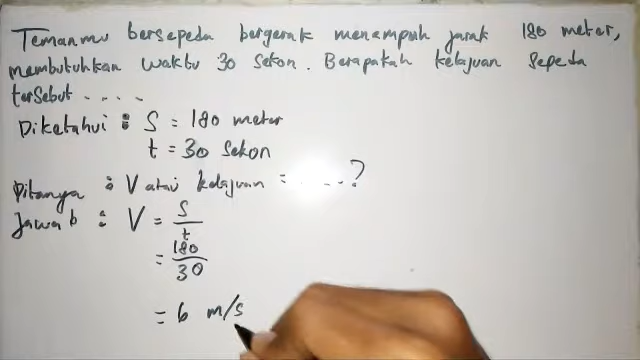 Temanmu bersepeda bergerak menempuh jarak 180 meter,
membutuhkan waktu 30 sekon. Berapakah kelajuan sepeda
tersebut .....
Diketahui : S = 180 meter
t = 30 sekon
Ditanya : V atau kelajuan = .....?
Jawab : V = S/t
= 180/30
= 6 m/s